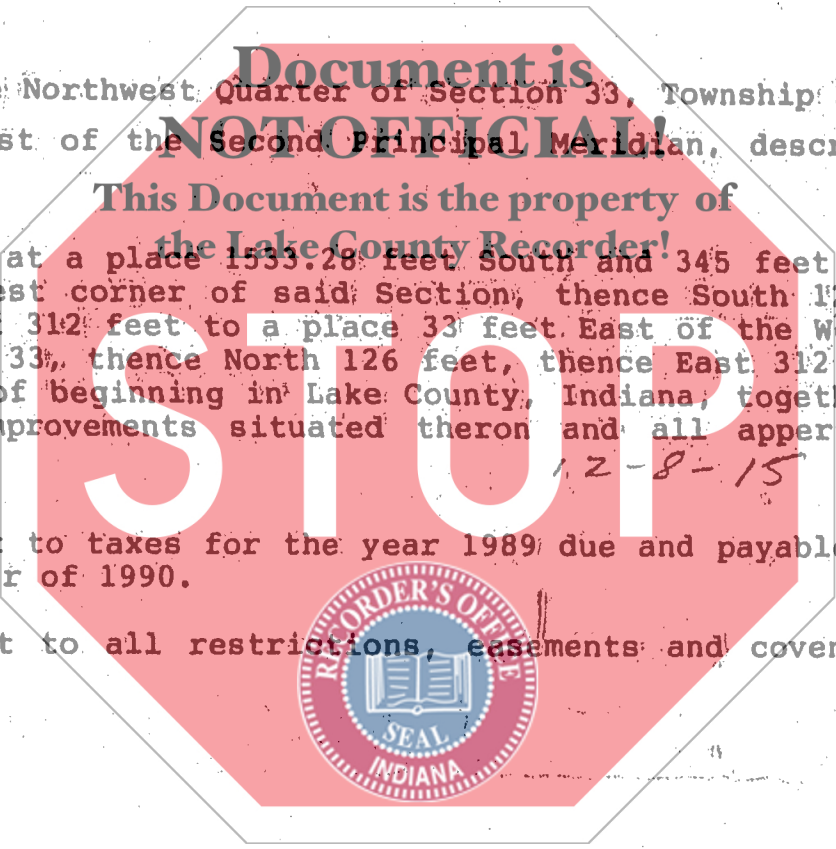 Document is
Northwest Quarter of Section 33, Township
NOT OFFICIAL!
st of the Second Principal Meridian, descr
This Document is the property of
the Lake County Recorder!
at a place 1533.28 feet South and 345 feet
est corner of said Section, thence South 1
312 feet to a place 33 feet East of the W
33, thence North 126 feet, thence East 312
of beginning in Lake County, Indiana, toget
provements situated theron and all apper
STOP
12-8-15
to taxes for the year 1989 due and payable
r of 1990.
RECORDER'S OFFICE
t to all restrictions, easements and cover
SEAL
INDIANA